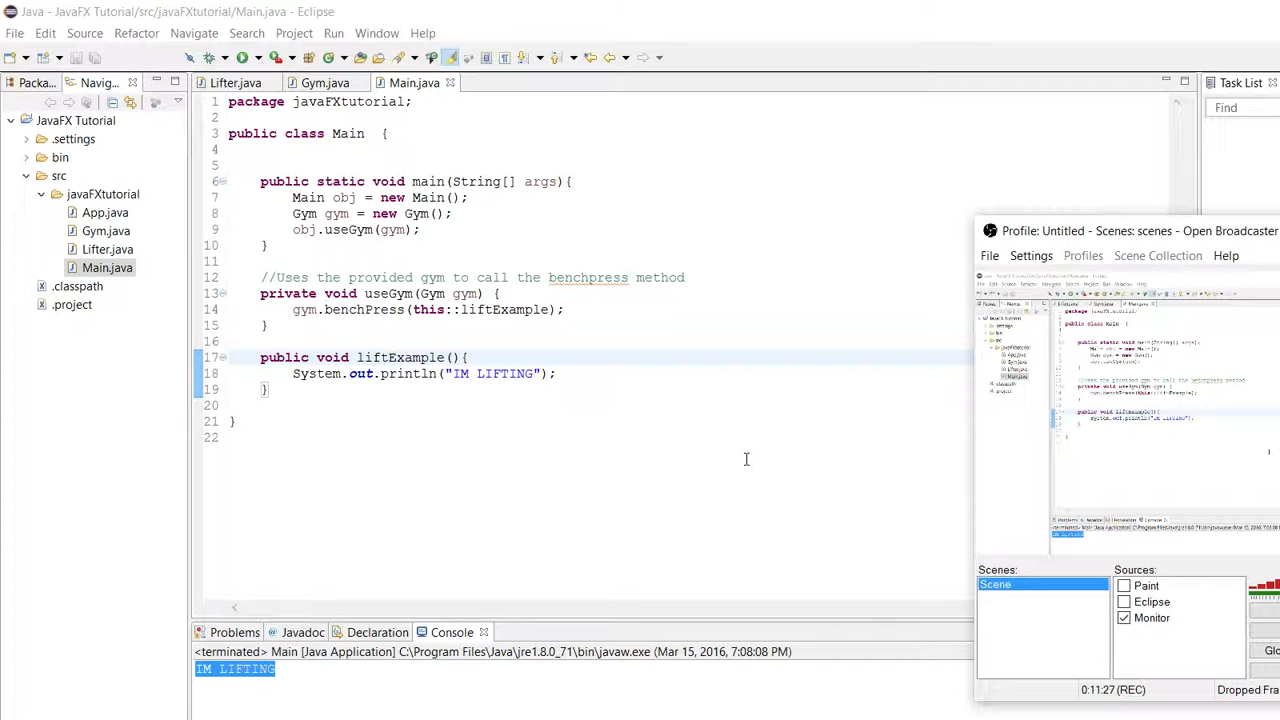 Java - JavaFX Tutorial/src/javaFXtutorial/Main.java - Eclipse
File Edit Source Refactor Navigate Search Project Run Window Help
Packa... Navig...
JavaFX Tutorial
.settings
bin
src
javaFXtutorial
App.java
Gym.java
Lifter.java
Main.java
.classpath
.project
Lifter.java Gym.java Main.java
1 package javaFXtutorial;
2
3 public class Main {
4
5
6 public static void main(String[] args){
7 Main obj = new Main();
8 Gym gym = new Gym();
9 obj.useGym(gym);
10 }
11
12 //Uses the provided gym to call the benchpress method
13 private void useGym(Gym gym) {
14 gym.benchPress(this::liftExample);
15 }
16
17 public void liftExample(){
18 System.out.println("IM LIFTING");
19 }
20
21 }
22
Problems Javadoc Declaration Console
<terminated> Main [Java Application] C:\Program Files\Java\jre1.8.0_71\bin\javaw.exe (Mar 15, 2016, 7:08:08 PM)
IM LIFTING
Task List
Find
Profile: Untitled - Scenes: scenes - Open Broadcaster
File Settings Profiles Scene Collection Help
Scenes:
Scene
Sources:
Paint
Eclipse
Monitor
Glo
0:11:27 (REC) Dropped Fra